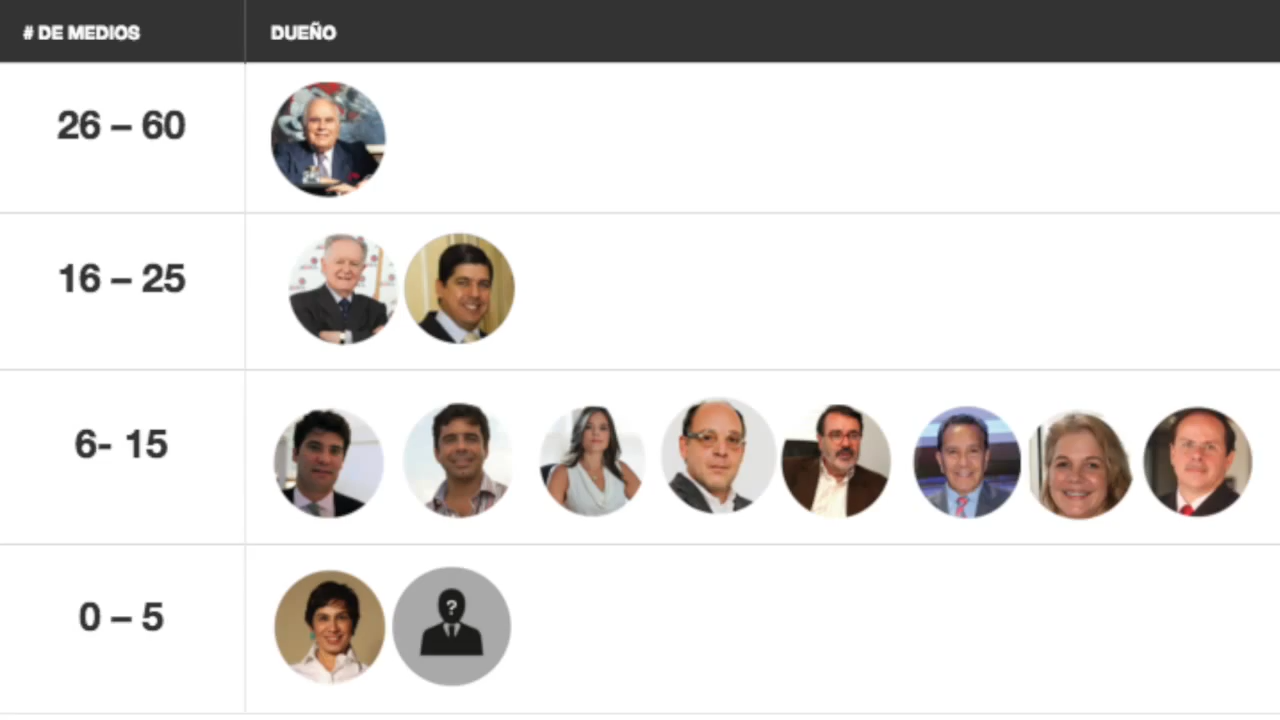 # DE MEDIOS
DUEÑO
26 – 60
16 – 25
6- 15
0 – 5
?